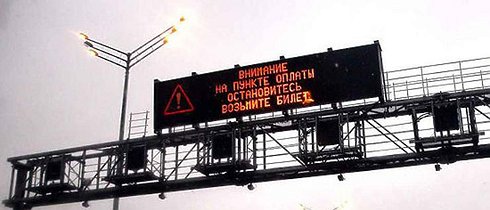 ВНИМАНИЕ
НА ПУНКТЕ ОПЛАТЫ
ОСТАНОВИТЕСЬ
ВОЗЬМИТЕ БИЛЕТ